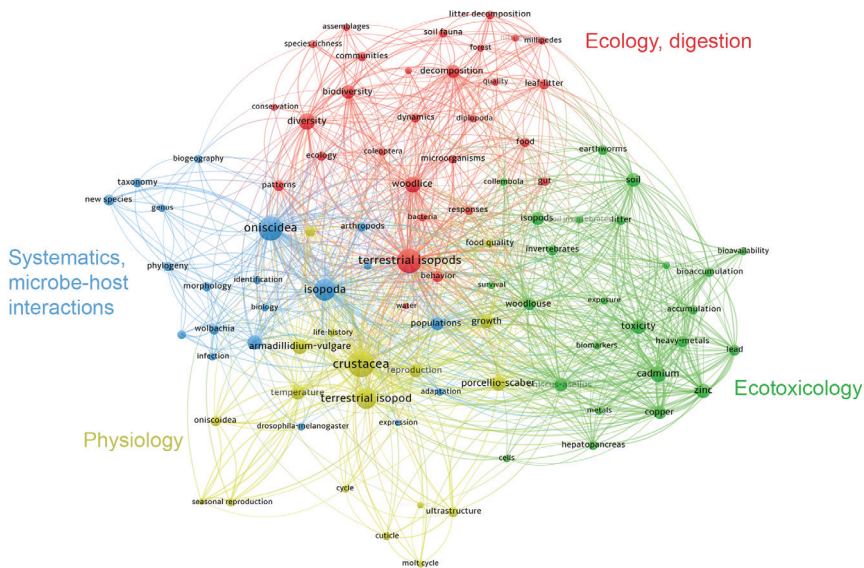 litter decomposition
assemblages
soil fauna
millipedes
species richness
forest
Ecology, digestion
communities
decomposition
quality
leaf-litter
biodiversity
conservation
dynamics
diplopoda
diversity
food
earthworms
coleoptera
ecology
microorganisms
biogeography
woodlice
collembola
gut
soil
taxonomy
patterns
new species
genus
responses
bacteria
isopods
soil invertebrates
litter
oniscidea
arthropods
food quality
invertebrates
bioavailability
Systematics,
microbe-host
interactions
terrestrial isopods
phylogeny
behavior
bioaccumulation
identification
morphology
isopoda
survival
exposure
biology
water
woodlouse
accumulation
wolbachia
life-history
populations
growth
toxicity
armadillidium-vulgare
biomarkers
heavy-metals
infection
lead
crustacea
reproduction
porcellio-scaber
oniscus-asellus
cadmium
Ecotoxicology
temperature
terrestrial isopod
adaptation
zinc
metals
copper
oniscoidea
drosophila-melanogaster
expression
Physiology
hepatopancreas
cells
cycle
seasonal reproduction
ultrastructure
cuticle
molt cycle